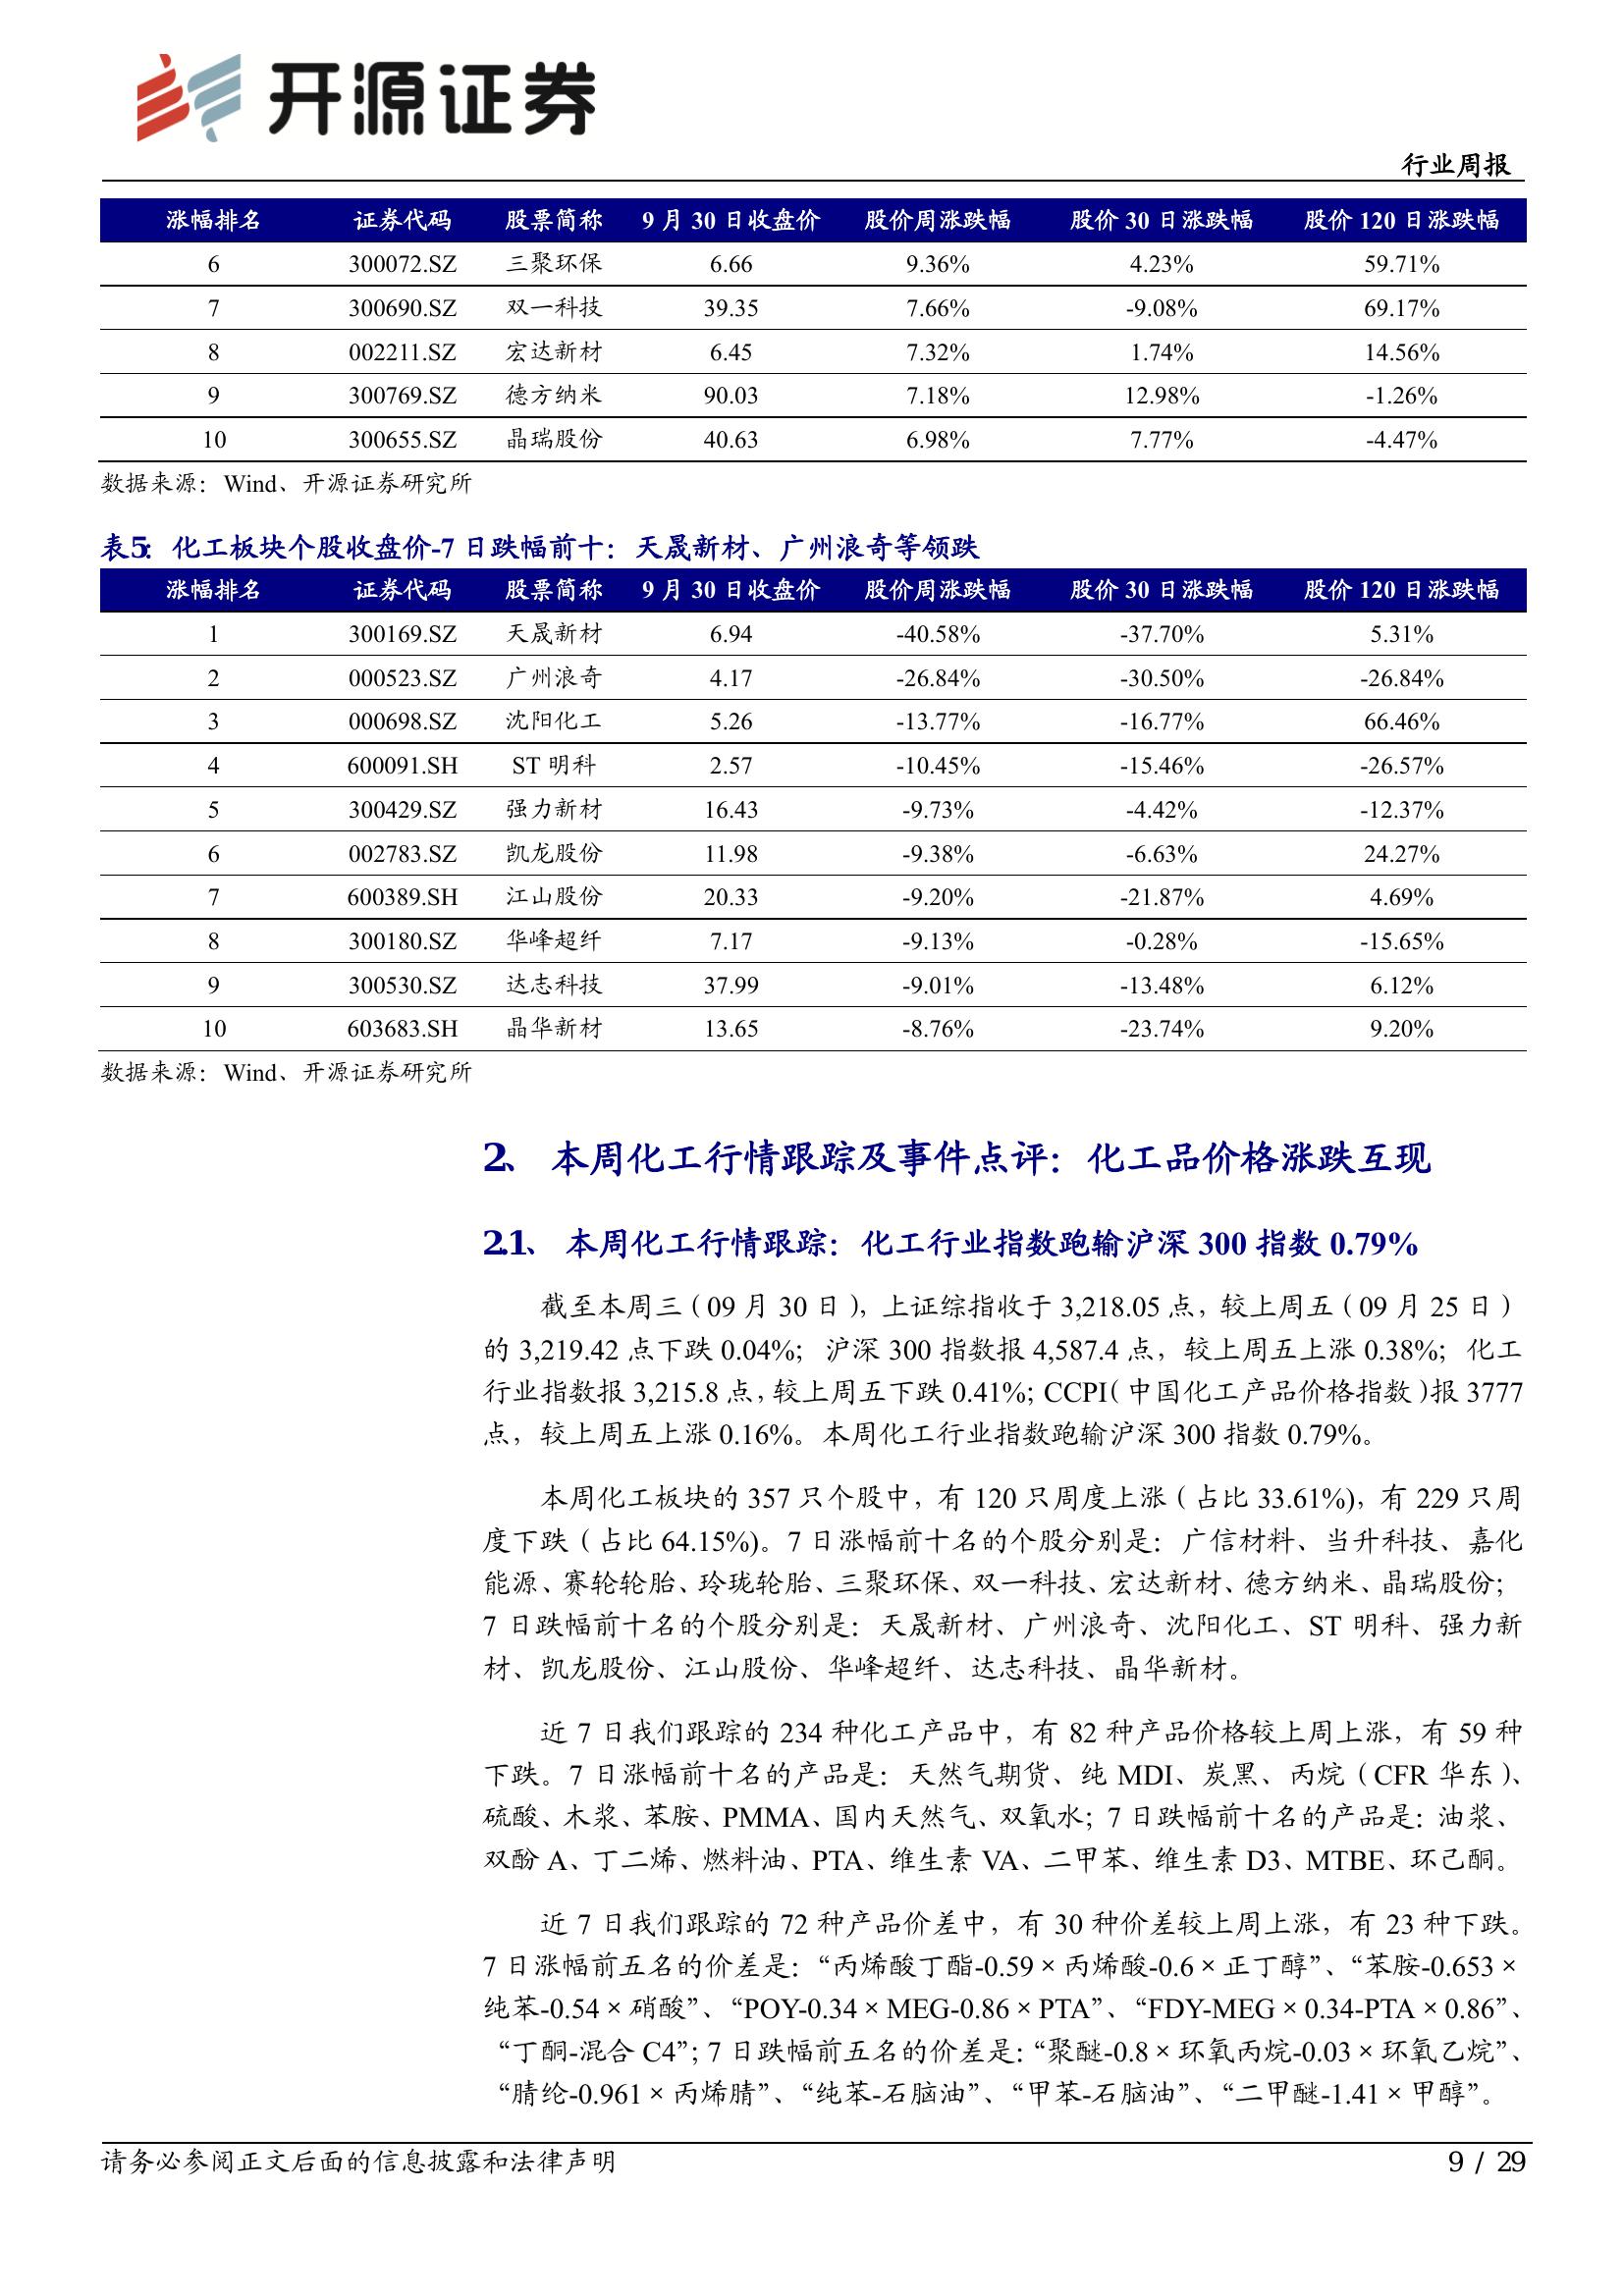 开源证券
行业周报
涨幅排名 证券代码 股票简称 9 月 30 日收盘价 股价周涨跌幅 股价 30 日涨跌幅 股价 120 日涨跌幅
6 300072.SZ 三聚环保 6.66 9.36% 4.23% 59.71%
7 300690.SZ 双一科技 39.35 7.66% -9.08% 69.17%
8 002211.SZ 宏达新材 6.45 7.32% 1.74% 14.56%
9 300769.SZ 德方纳米 90.03 7.18% 12.98% -1.26%
10 300655.SZ 晶瑞股份 40.63 6.98% 7.77% -4.47%
数据来源：Wind、开源证券研究所
表5：化工板块个股收盘价-7 日跌幅前十：天晟新材、广州浪奇等领跌
涨幅排名 证券代码 股票简称 9 月 30 日收盘价 股价周涨跌幅 股价 30 日涨跌幅 股价 120 日涨跌幅
1 300169.SZ 天晟新材 6.94 -40.58% -37.70% 5.31%
2 000523.SZ 广州浪奇 4.17 -26.84% -30.50% -26.84%
3 000698.SZ 沈阳化工 5.26 -13.77% -16.77% 66.46%
4 600091.SH ST 明科 2.57 -10.45% -15.46% -26.57%
5 300429.SZ 强力新材 16.43 -9.73% -4.42% -12.37%
6 002783.SZ 凯龙股份 11.98 -9.38% -6.63% 24.27%
7 600389.SH 江山股份 20.33 -9.20% -21.87% 4.69%
8 300180.SZ 华峰超纤 7.17 -9.13% -0.28% -15.65%
9 300530.SZ 达志科技 37.99 -9.01% -13.48% 6.12%
10 603683.SH 晶华新材 13.65 -8.76% -23.74% 9.20%
数据来源：Wind、开源证券研究所
2、 本周化工行情跟踪及事件点评：化工品价格涨跌互现
2.1、 本周化工行情跟踪：化工行业指数跑输沪深 300 指数 0.79%
截至本周三（09 月 30 日），上证综指收于 3,218.05 点，较上周五（09 月 25 日）
的 3,219.42 点下跌 0.04%；沪深 300 指数报 4,587.4 点，较上周五上涨 0.38%；化工
行业指数报 3,215.8 点，较上周五下跌 0.41%；CCPI（中国化工产品价格指数）报 3777
点，较上周五上涨 0.16%。本周化工行业指数跑输沪深 300 指数 0.79%。
本周化工板块的 357 只个股中，有 120 只周度上涨（占比 33.61%)，有 229 只周
度下跌（占比 64.15%)。7 日涨幅前十名的个股分别是：广信材料、当升科技、嘉化
能源、赛轮轮胎、玲珑轮胎、三聚环保、双一科技、宏达新材、德方纳米、晶瑞股份；
7 日跌幅前十名的个股分别是：天晟新材、广州浪奇、沈阳化工、ST 明科、强力新
材、凯龙股份、江山股份、华峰超纤、达志科技、晶华新材。
近 7 日我们跟踪的 234 种化工产品中，有 82 种产品价格较上周上涨，有 59 种
下跌。7 日涨幅前十名的产品是：天然气期货、纯 MDI、炭黑、丙烷（CFR 华东）、
硫酸、木浆、苯胺、PMMA、国内天然气、双氧水；7 日跌幅前十名的产品是：油浆、
双酚 A、丁二烯、燃料油、PTA、维生素 VA、二甲苯、维生素 D3、MTBE、环己酮。
近 7 日我们跟踪的 72 种产品价差中，有 30 种价差较上周上涨，有 23 种下跌。
7 日涨幅前五名的价差是：“丙烯酸丁酯-0.59×丙烯酸-0.6×正丁醇”、“苯胺-0.653×
纯苯-0.54×硝酸”、“POY-0.34×MEG-0.86×PTA”、“FDY-MEG×0.34-PTA×0.86”、
“丁酮-混合 C4”；7 日跌幅前五名的价差是：“聚醚-0.8×环氧丙烷-0.03×环氧乙烷”、
“腈纶-0.961×丙烯腈”、“纯苯-石脑油”、“甲苯-石脑油”、“二甲醚-1.41×甲醇”。
请务必参阅正文后面的信息披露和法律声明
9 / 29